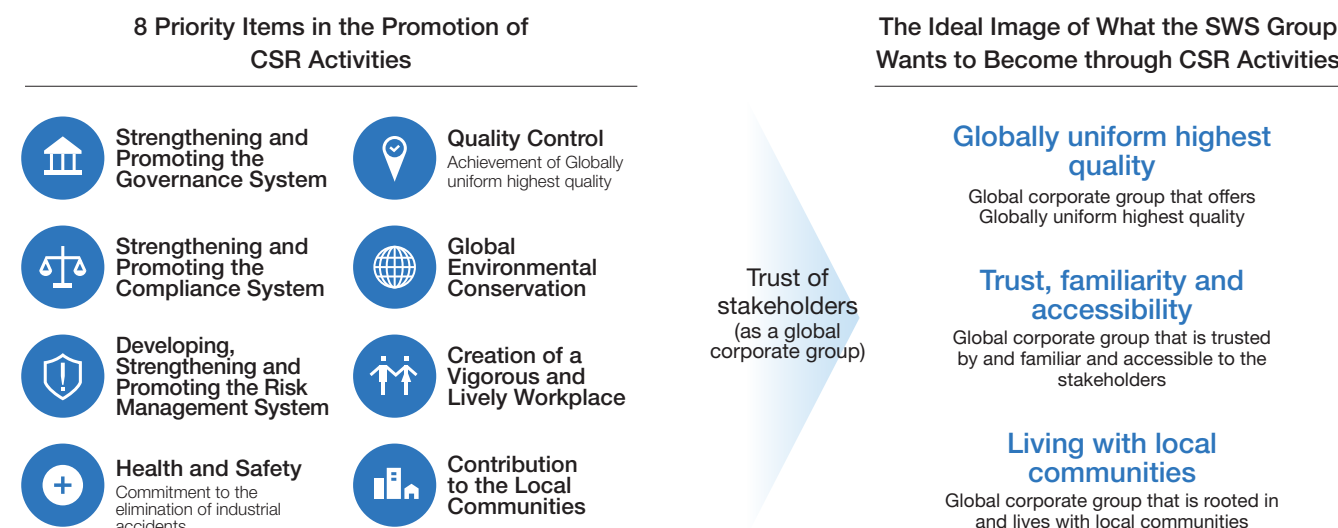 8 Priority Items in the Promotion of
CSR Activities
Strengthening and
Promoting the
Governance System
Strengthening and
Promoting the
Compliance System
Developing,
Strengthening and
Promoting the Risk
Management System
Health and Safety
Commitment to the
elimination of industrial
accidents
Quality Control
Achievement of Globally
uniform highest quality
Global
Environmental
Conservation
Creation of a
Vigorous and
Lively Workplace
Contribution
to the Local
Communities
Trust of
stakeholders
(as a global
corporate group)
The Ideal Image of What the SWS Group
Wants to Become through CSR Activities
Globally uniform highest
quality
Global corporate group that offers
Globally uniform highest quality
Trust, familiarity and
accessibility
Global corporate group that is trusted
by and familiar and accessible to the
stakeholders
Living with local
communities
Global corporate group that is rooted in
and lives with local communities